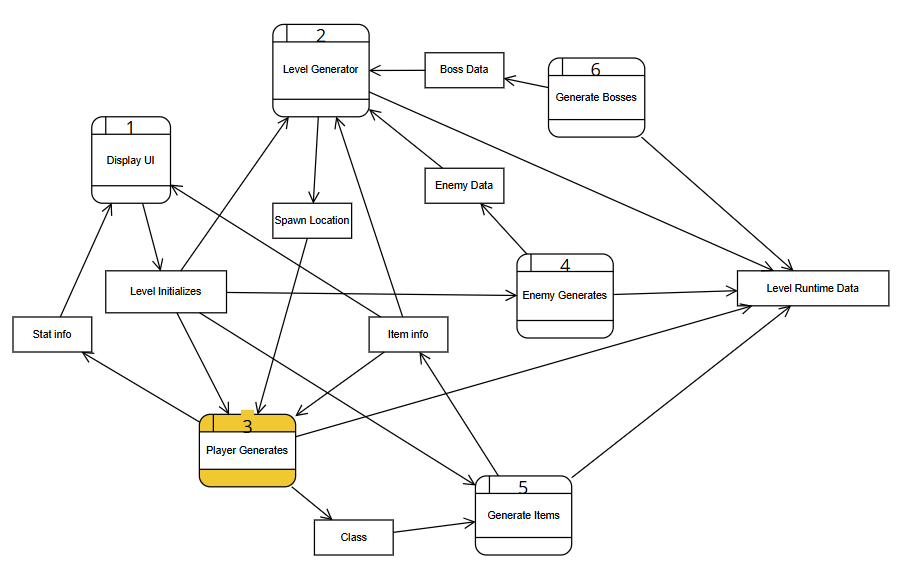 2
Level Generator
Boss Data
6
Generate Bosses
1
Display UI
Enemy Data
Spawn Location
4
Enemy Generates
Level Initializes
Level Runtime Data
Stat info
Item info
3
Player Generates
5
Generate Items
Class